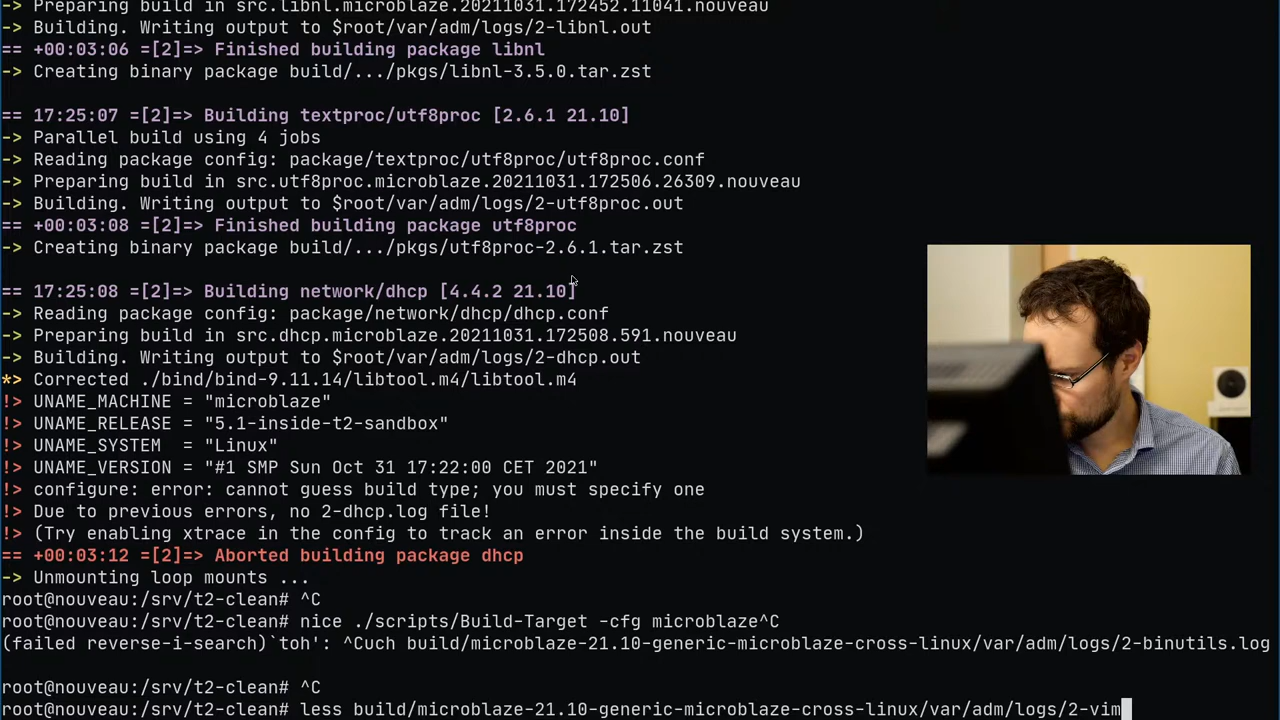 -> Preparing build in src.libnl.microblaze.20211031.172452.11041.nouveau
-> Building. Writing output to $root/var/adm/logs/2-libnl.out
== +00:03:06 =[2]=> Finished building package libnl
-> Creating binary package build/.../pkgs/libnl-3.5.0.tar.zst
== 17:25:07 =[2]=> Building textproc/utf8proc [2.6.1 21.10]
-> Parallel build using 4 jobs
-> Reading package config: package/textproc/utf8proc/utf8proc.conf
-> Preparing build in src.utf8proc.microblaze.20211031.172506.26309.nouveau
-> Building. Writing output to $root/var/adm/logs/2-utf8proc.out
== +00:03:08 =[2]=> Finished building package utf8proc
-> Creating binary package build/.../pkgs/utf8proc-2.6.1.tar.zst
== 17:25:08 =[2]=> Building network/dhcp [4.4.2 21.10]
-> Reading package config: package/network/dhcp/dhcp.conf
-> Preparing build in src.dhcp.microblaze.20211031.172508.591.nouveau
-> Building. Writing output to $root/var/adm/logs/2-dhcp.out
*> Corrected ./bind/bind-9.11.14/libtool.m4/libtool.m4
!> UNAME_MACHINE = "microblaze"
!> UNAME_RELEASE = "5.1-inside-t2-sandbox"
!> UNAME_SYSTEM  = "Linux"
!> UNAME_VERSION = "#1 SMP Sun Oct 31 17:22:00 CET 2021"
!> configure: error: cannot guess build type; you must specify one
!> Due to previous errors, no 2-dhcp.log file!
!> (Try enabling xtrace in the config to track an error inside the build system.)
== +00:03:12 =[2]=> Aborted building package dhcp
-> Unmounting loop mounts ...
root@nouveau:/srv/t2-clean# ^C
root@nouveau:/srv/t2-clean# nice ./scripts/Build-Target -cfg microblaze^C
(failed reverse-i-search)`toh': ^Cuch build/microblaze-21.10-generic-microblaze-cross-linux/var/adm/logs/2-binutils.log
root@nouveau:/srv/t2-clean# ^C
root@nouveau:/srv/t2-clean# less build/microblaze-21.10-generic-microblaze-cross-linux/var/adm/logs/2-vim